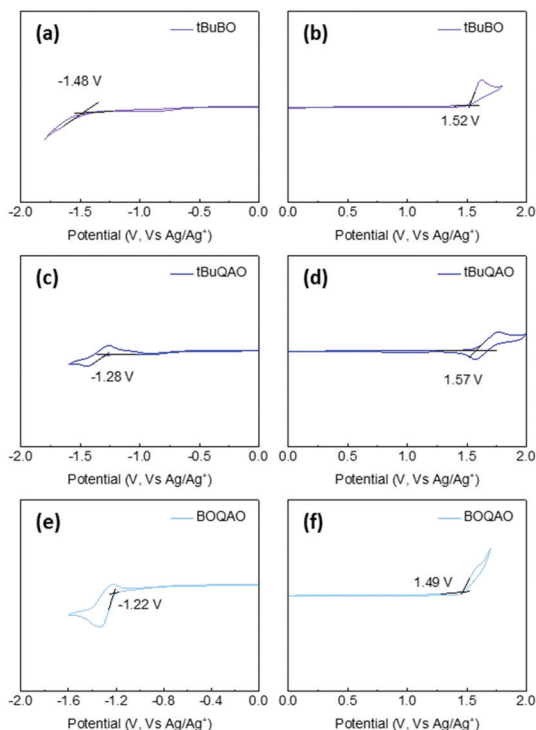 (a)
tBuBO
-1.48 V
-2.0 -1.5 -1.0 -0.5 0.0
Potential (V, Vs Ag/Ag⁺)
(b)
tBuBO
1.52 V
0.0 0.5 1.0 1.5 2.0
Potential (V, Vs Ag/Ag⁺)
(c)
tBuQAO
-1.28 V
-2.0 -1.5 -1.0 -0.5 0.0
Potential (V, Vs Ag/Ag⁺)
(d)
tBuQAO
1.57 V
0.0 0.5 1.0 1.5 2.0
Potential (V, Vs Ag/Ag⁺)
(e)
BOQAO
-1.22 V
-2.0 -1.6 -1.2 -0.8 -0.4 0.0
Potential (V, Vs Ag/Ag⁺)
(f)
BOQAO
1.49 V
0.0 0.5 1.0 1.5 2.0
Potential (V, Vs Ag/Ag⁺)